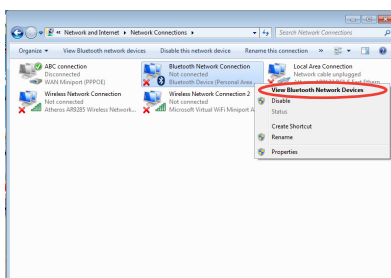 « Network and Internet ▸ Network Connections ▸
Search Network Connections
Organize ▾ View Bluetooth network devices Disable this network device Rename this connection »
ABC connection
Disconnected
WAN Miniport (PPPOE)
Bluetooth Network Connection
Not connected
Bluetooth Device (Personal Area ...
Local Area Connection
Network cable unplugged
Wireless Network Connection
Not connected
Atheros AR9285 Wireless Network...
Wireless Network Connection 2
Not connected
Microsoft Virtual WiFi Miniport A
View Bluetooth Network Devices
Disable
Status
Create Shortcut
Rename
Properties